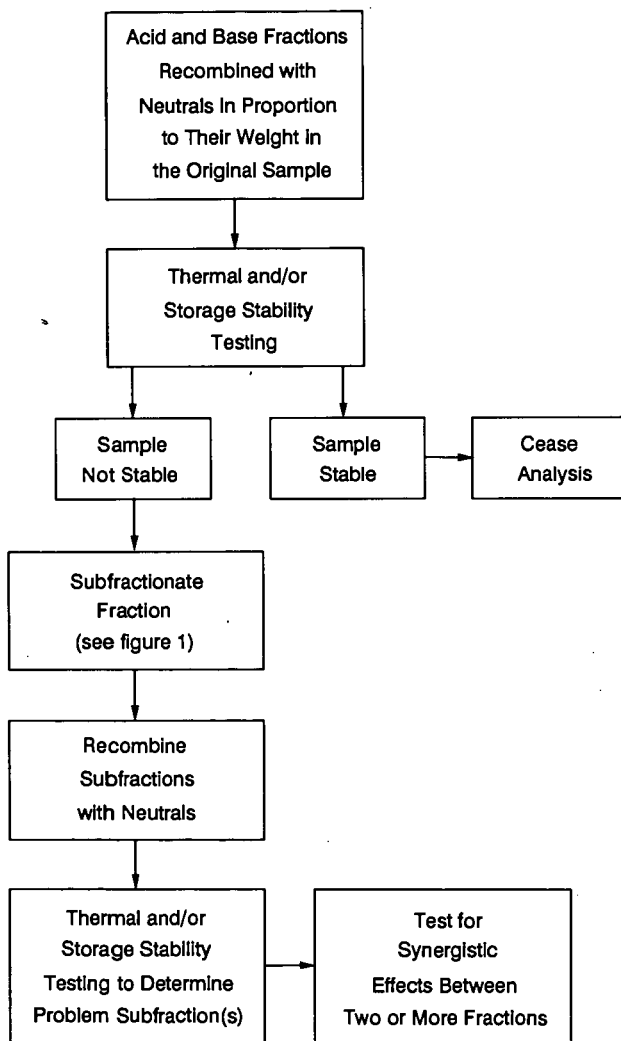 Acid and Base Fractions
Recombined with
Neutrals in Proportion
to Their Weight in
the Original Sample
Thermal and/or
Storage Stability
Testing
Sample
Not Stable
Sample
Stable
Cease
Analysis
Subfractionate
Fraction
(see figure 1)
Recombine
Subfractions
with Neutrals
Thermal and/or
Storage Stability
Testing to Determine
Problem Subfraction(s)
Test for
Synergistic
Effects Between
Two or More Fractions